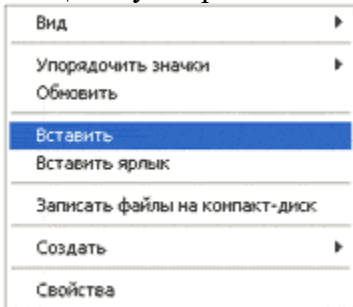 Вид
Упорядочить значки
Обновить
Вставить
Вставить ярлык
Записать файлы на компакт-диск
Создать
Свойства